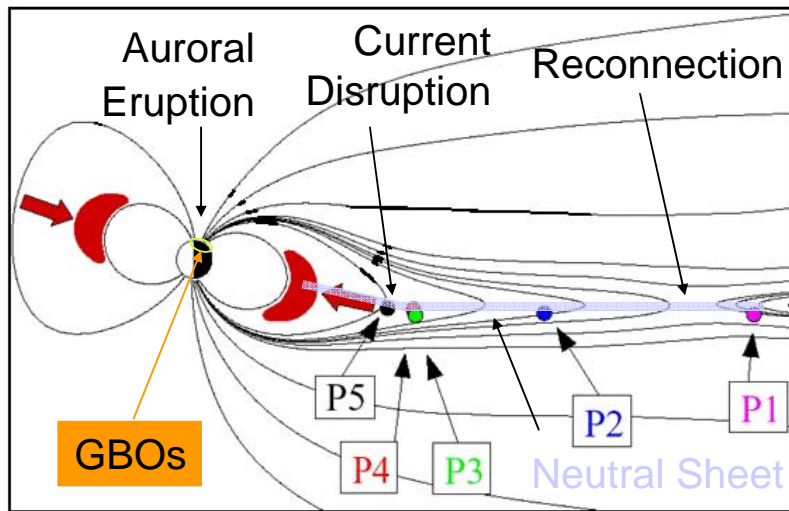 Auroral
Eruption
Current
Disruption
Reconnection
P5
P4
P3
P2
P1
GBOs
Neutral Sheet